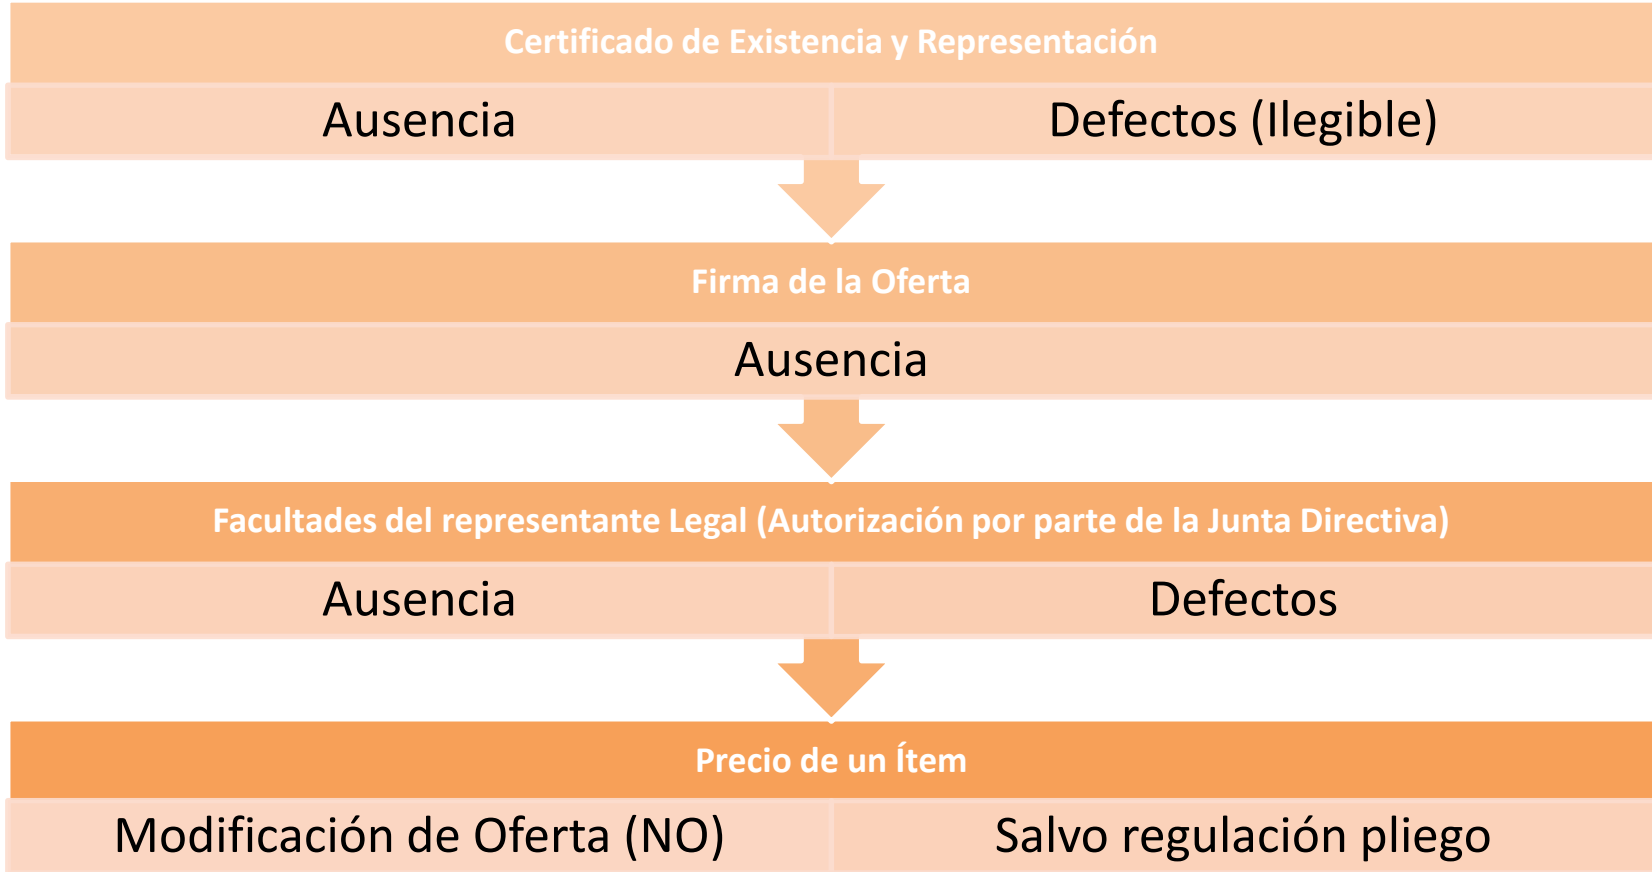 Certificado de Existencia y Representación
Ausencia
Defectos (Ilegible)
Firma de la Oferta
Ausencia
Facultades del representante Legal (Autorización por parte de la Junta Directiva)
Ausencia
Defectos
Precio de un Ítem
Modificación de Oferta (NO)
Salvo regulación pliego